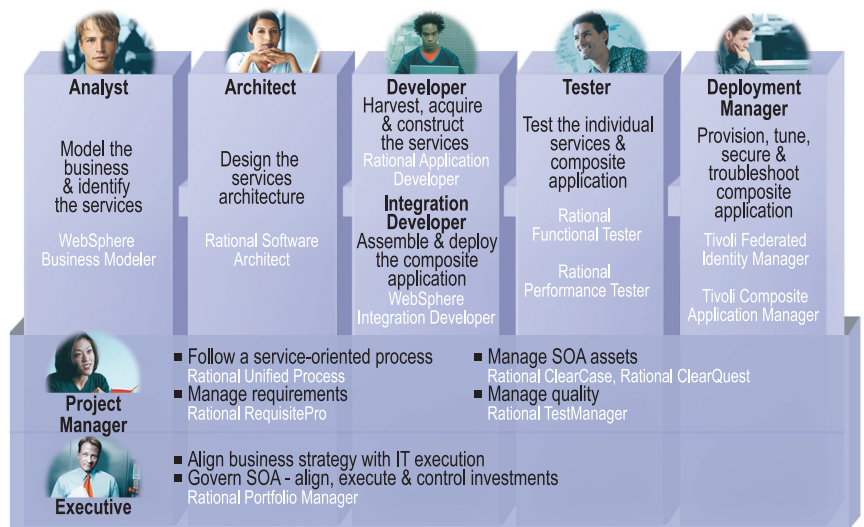 Analyst
Model the
business
& identify
the services
WebSphere
Business Modeler
Architect
Design the
services
architecture
Rational Software
Architect
Developer
Harvest, acquire
& construct
the services
Rational Application
Developer
Integration
Developer
Assemble & deploy
the composite
application
WebSphere
Integration Developer
Tester
Test the individual
services &
composite
application
Rational
Functional Tester
Rational
Performance Tester
Deployment
Manager
Provision, tune,
secure &
troubleshoot
composite
application
Tivoli Federated
Identity Manager
Tivoli Composite
Application Manager
Project
Manager
■ Follow a service-oriented process
Rational Unified Process
■ Manage requirements
Rational RequisitePro
■ Manage SOA assets
Rational ClearCase, Rational ClearQuest
■ Manage quality
Rational TestManager
Executive
■ Align business strategy with IT execution
■ Govern SOA - align, execute & control investments
Rational Portfolio Manager